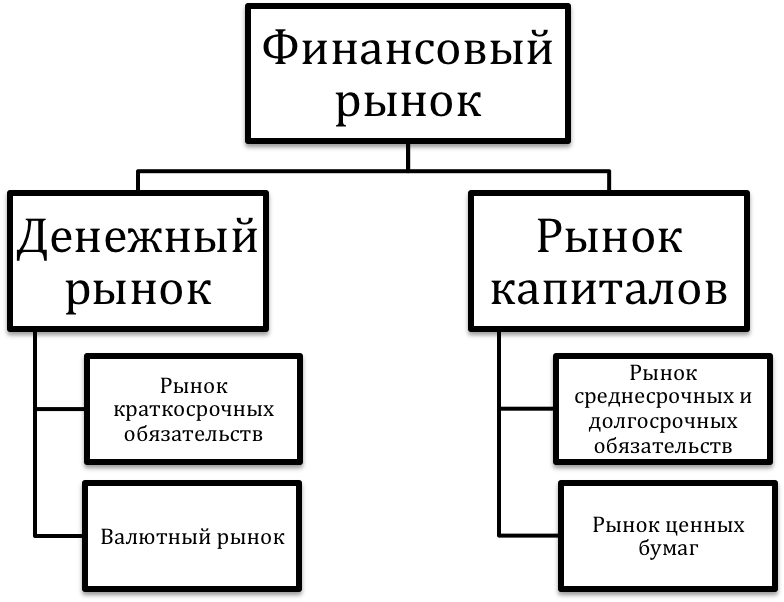 Финансовый
рынок
Денежный
рынок
Рынок
капиталов
Рынок
краткосрочных
обязательств
Рынок
среднесрочных и
долгосрочных
обязательств
Валютный рынок
Рынок ценных
бумаг